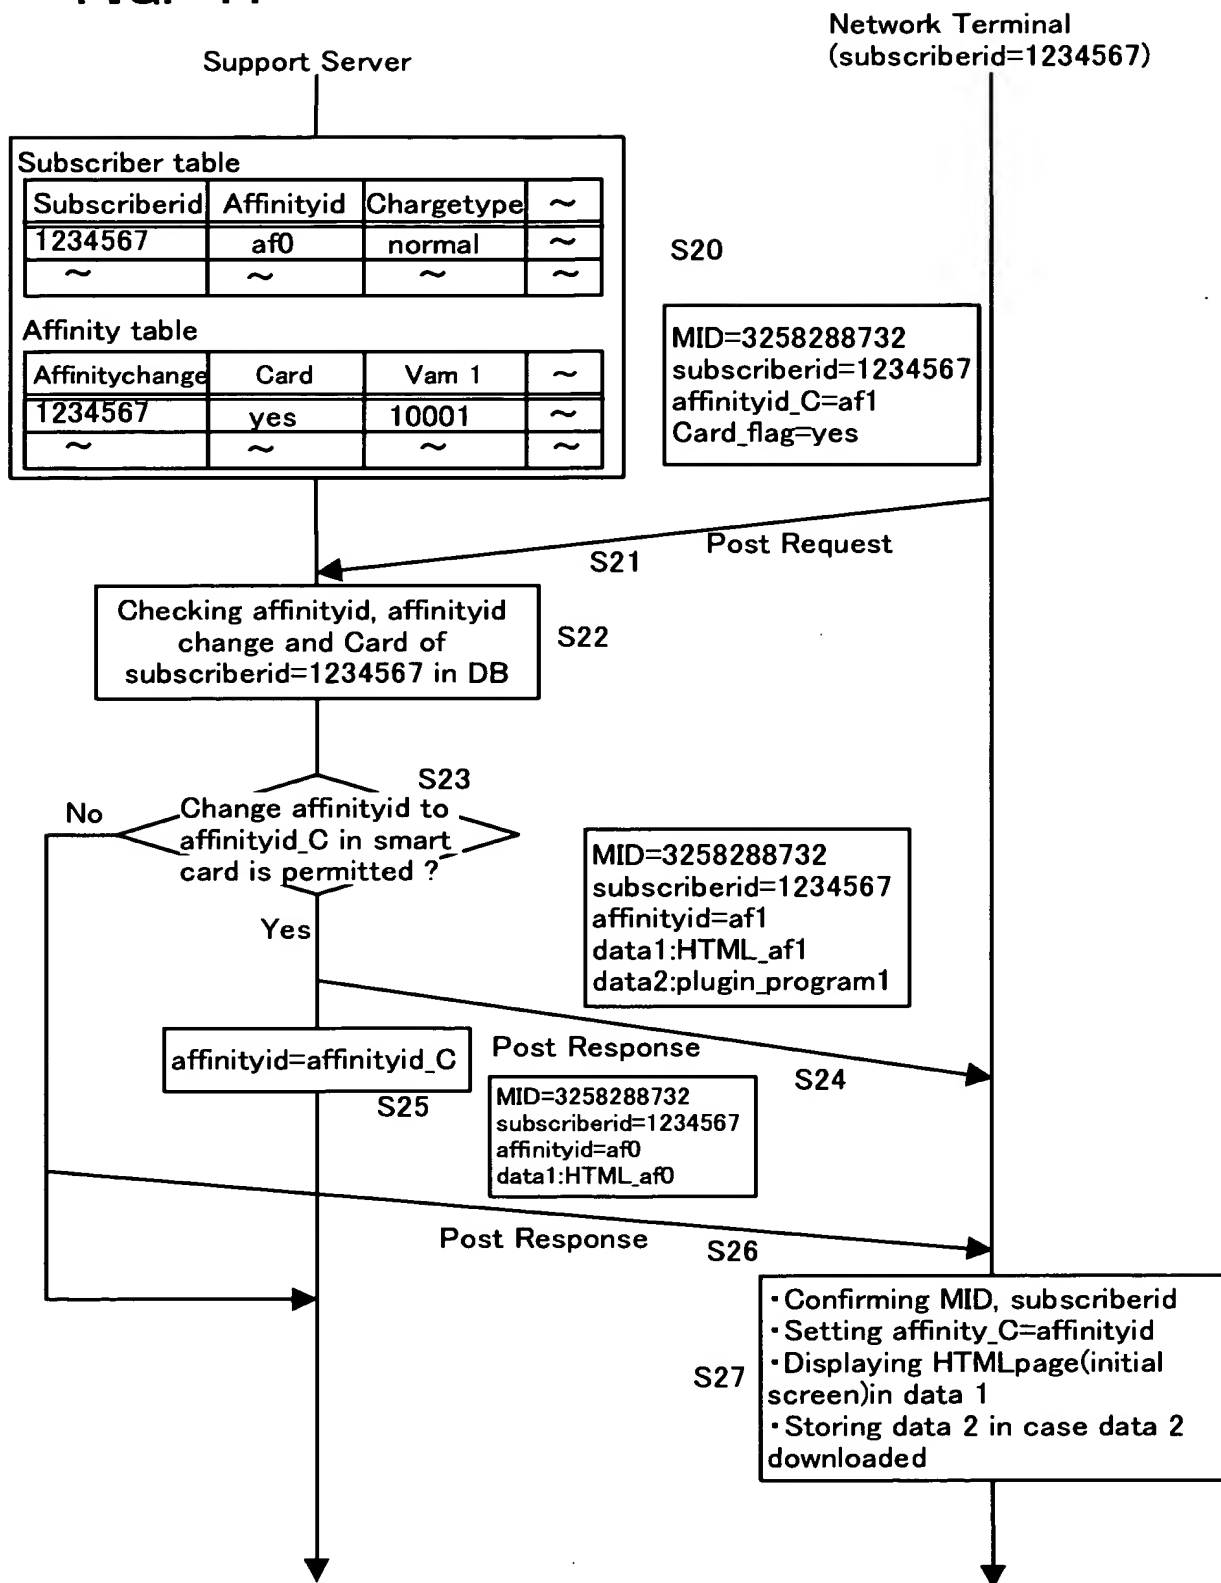 Network Terminal
(subscriberid=1234567)
Support Server
Subscriber table
Subscriberid Affinityid Chargetype ~
1234567 af0 normal ~
~ ~ ~ ~
Affinity table
Affinitychange Card Vam 1 ~
1234567 yes 10001 ~
~ ~ ~ ~
S20
MID=3258288732
subscriberid=1234567
affinityid_C=af1
Card_flag=yes
Post Request
S21
Checking affinityid, affinityid
change and Card of
subscriberid=1234567 in DB
S22
S23
No
Change affinityid to
affinityid_C in smart
card is permitted ?
Yes
MID=3258288732
subscriberid=1234567
affinityid=af1
data1:HTML_af1
data2:plugin_program1
Post Response
S24
affinityid=affinityid_C
S25
MID=3258288732
subscriberid=1234567
affinityid=af0
data1:HTML_af0
Post Response
S26
S27
・Confirming MID, subscriberid
・Setting affinity_C=affinityid
・Displaying HTMLpage(initial
screen)in data 1
・Storing data 2 in case data 2
downloaded